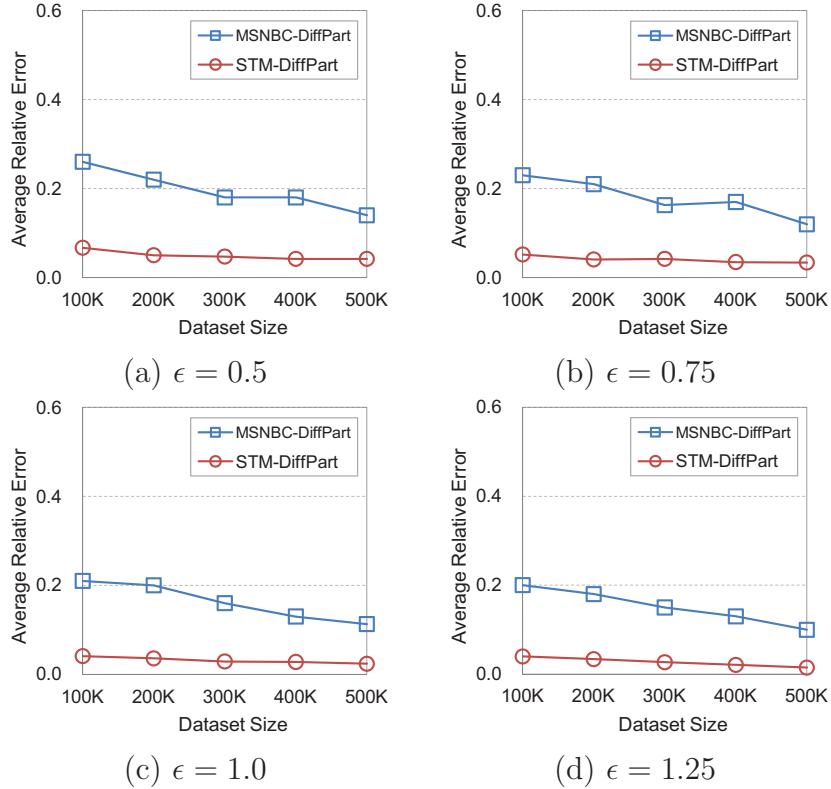 0.6
MSNBC-DiffPart
STM-DiffPart
0.4
0.2
0.0
Average Relative Error
100K 200K 300K 400K 500K
Dataset Size
(a) ϵ = 0.5
0.6
MSNBC-DiffPart
STM-DiffPart
0.4
0.2
0.0
Average Relative Error
100K 200K 300K 400K 500K
Dataset Size
(b) ϵ = 0.75
0.6
MSNBC-DiffPart
STM-DiffPart
0.4
0.2
0.0
Average Relative Error
100K 200K 300K 400K 500K
Dataset Size
(c) ϵ = 1.0
0.6
MSNBC-DiffPart
STM-DiffPart
0.4
0.2
0.0
Average Relative Error
100K 200K 300K 400K 500K
Dataset Size
(d) ϵ = 1.25